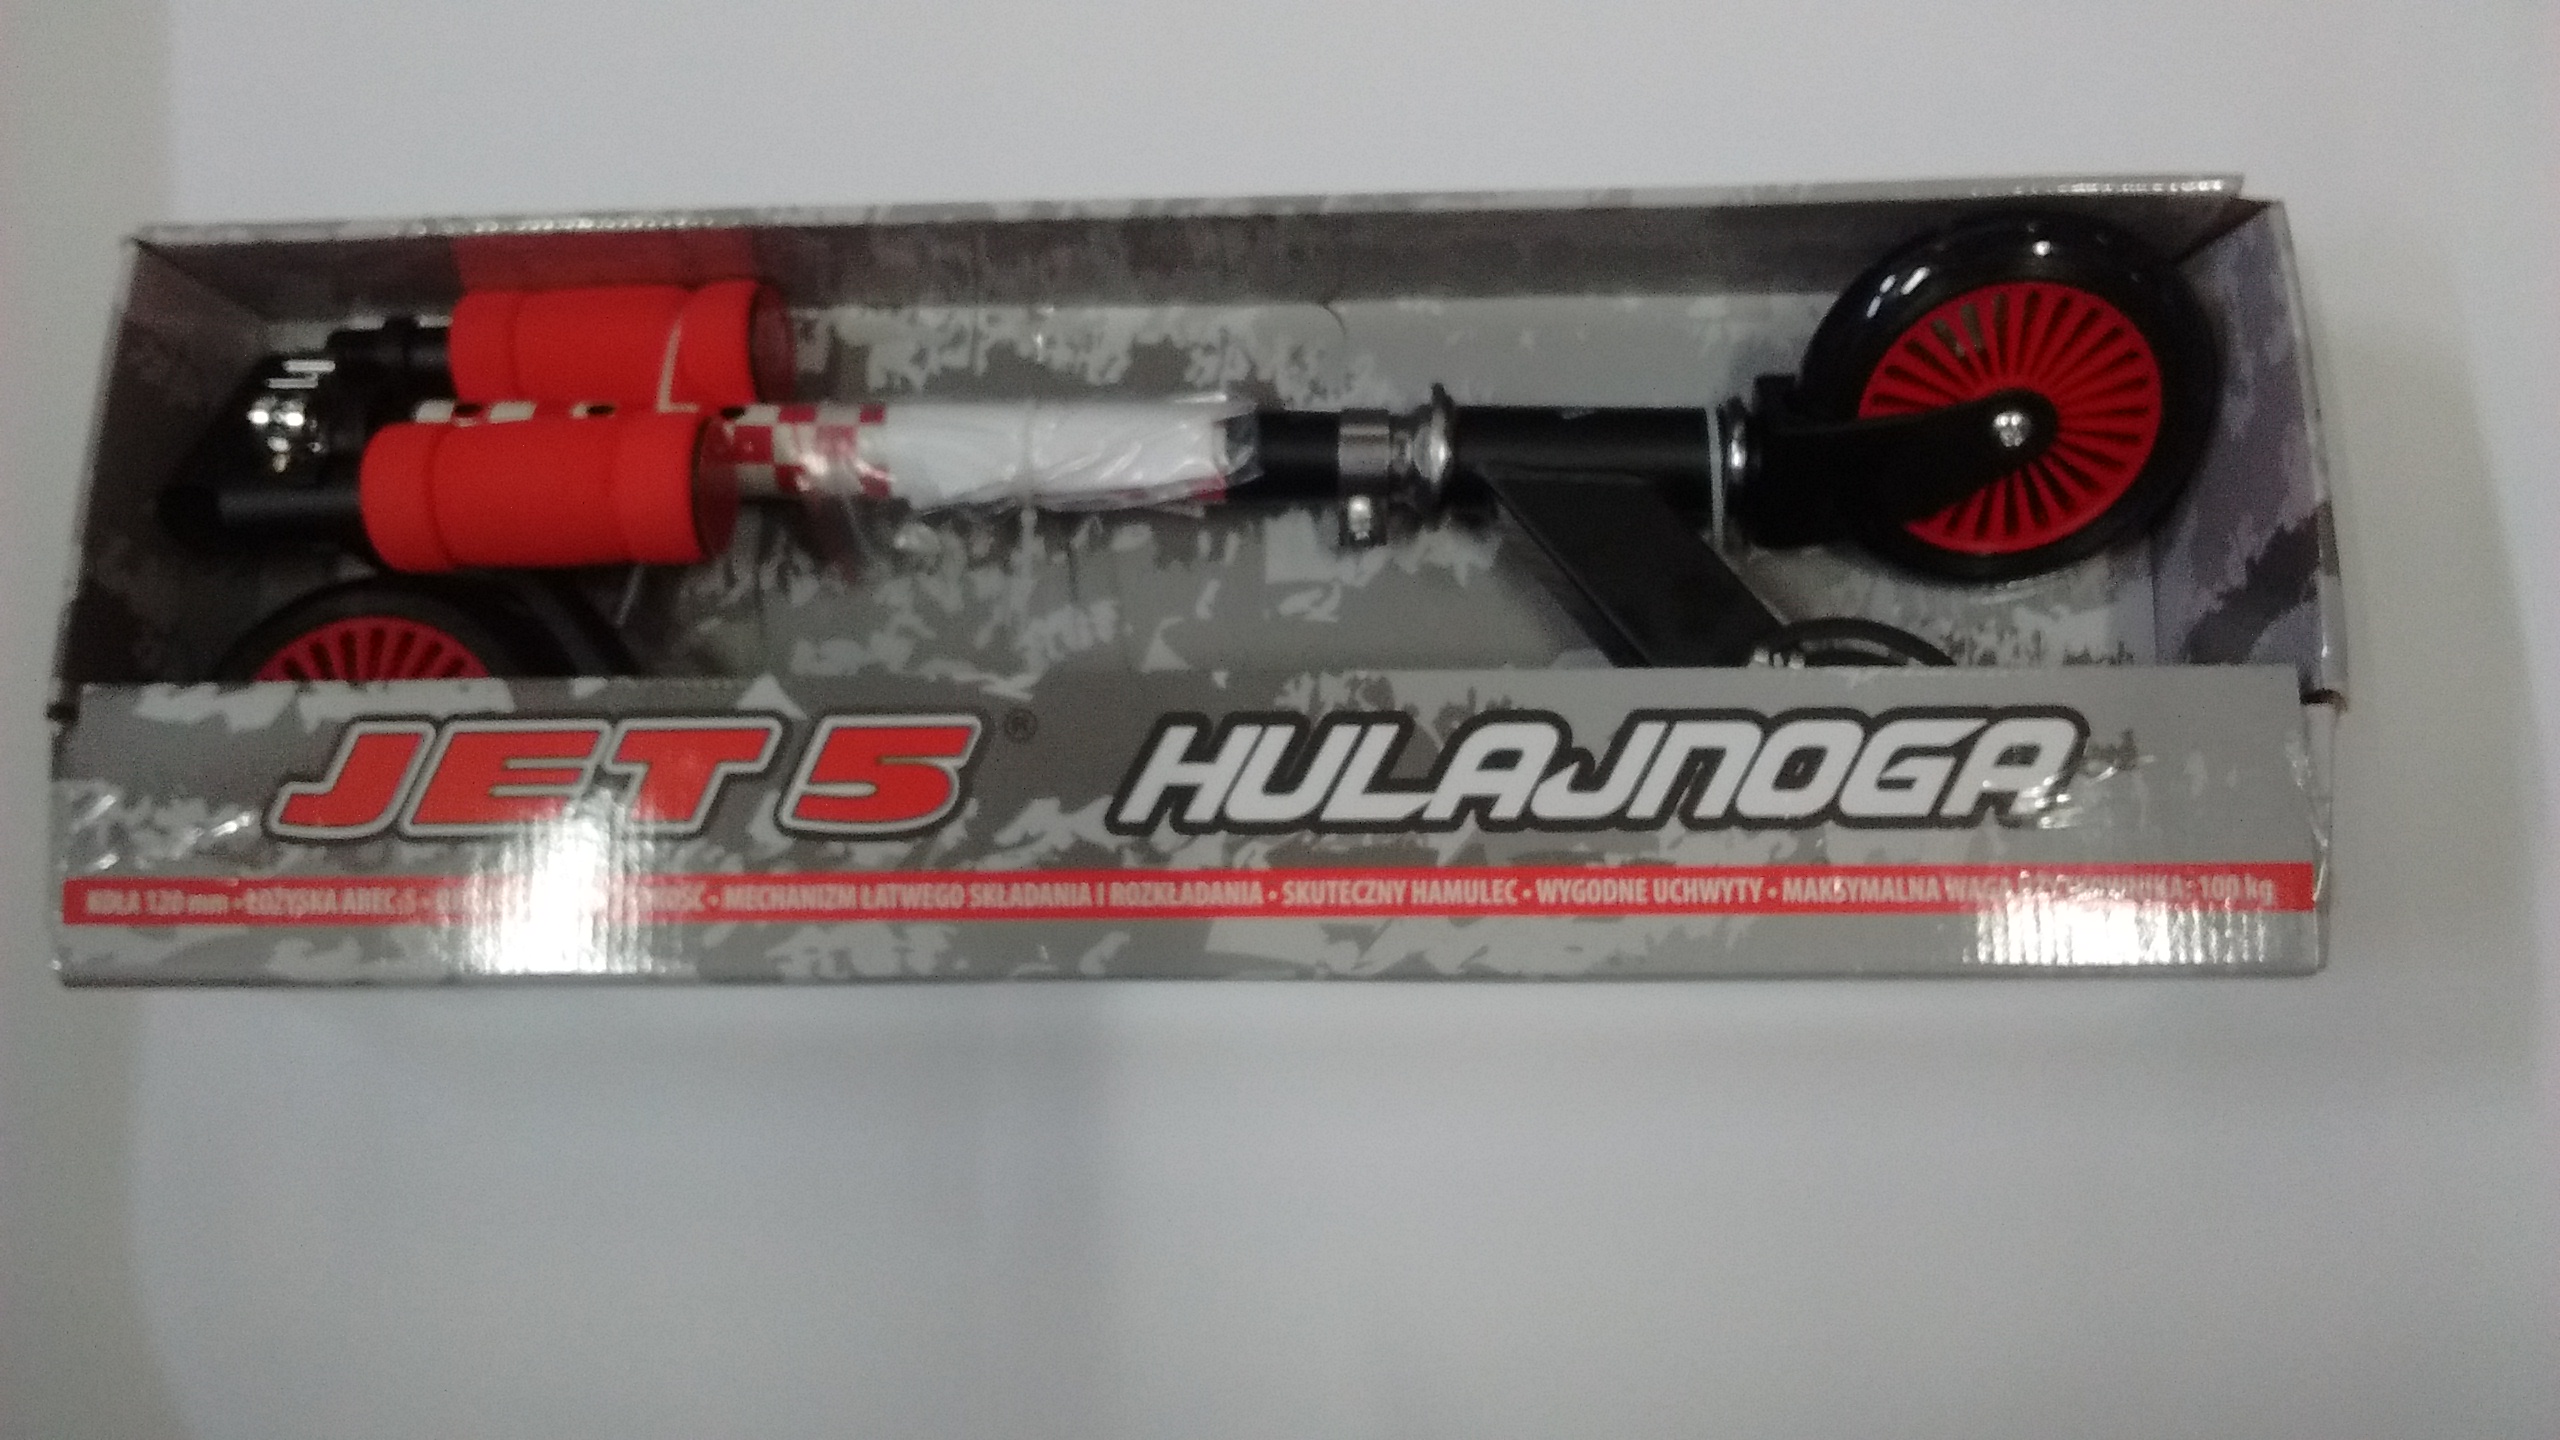 JET 5® HULAJNOGA
KOŁA 120 mm • ŁOŻYSKA ABEC-5 • • MECHANIZM ŁATWEGO SKŁADANIA I ROZKŁADANIA • SKUTECZNY HAMULEC • WYGODNE UCHWYTY • MAKSYMALNA WAGA UŻYTKOWNIKA: 100 kg